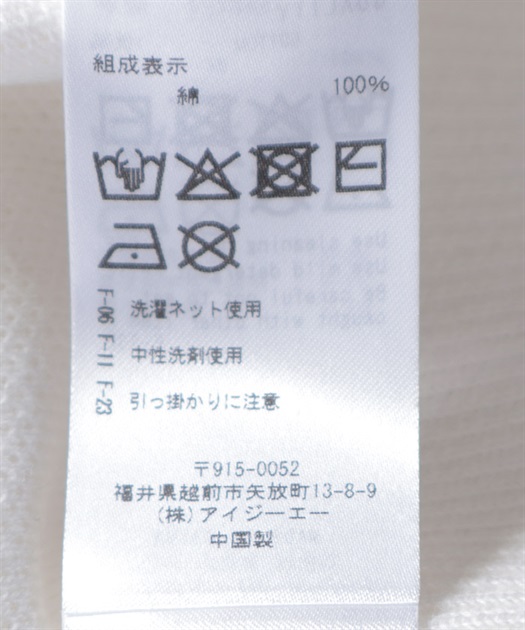 組成表示
綿 100%
F-06 洗濯ネット使用
F-11 中性洗剤使用
F-23 引っ掛かりに注意
〒915-0052
福井県越前市矢放町13-8-9
(株)アイジーエー
中国製